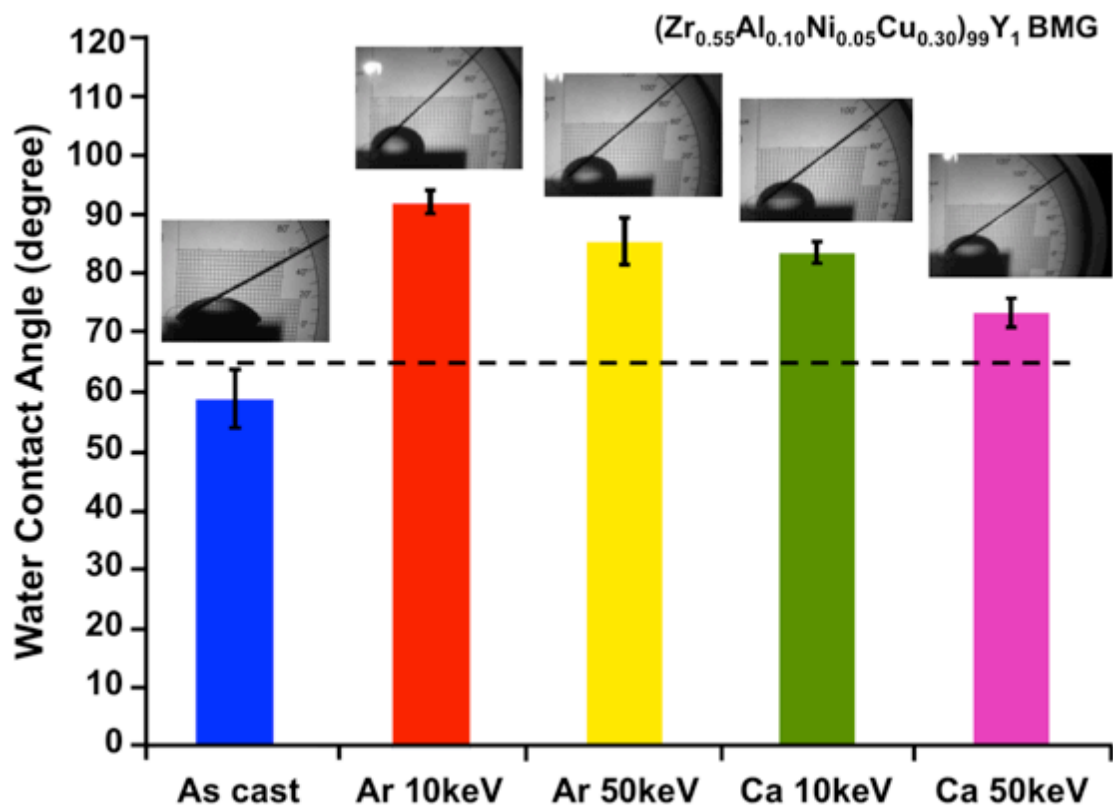 (Zr0.55Al0.10Ni0.05Cu0.30)99Y1 BMG
Water Contact Angle (degree)
120
110
100
90
80
70
60
50
40
30
20
10
0
As cast
Ar 10keV
Ar 50keV
Ca 10keV
Ca 50keV